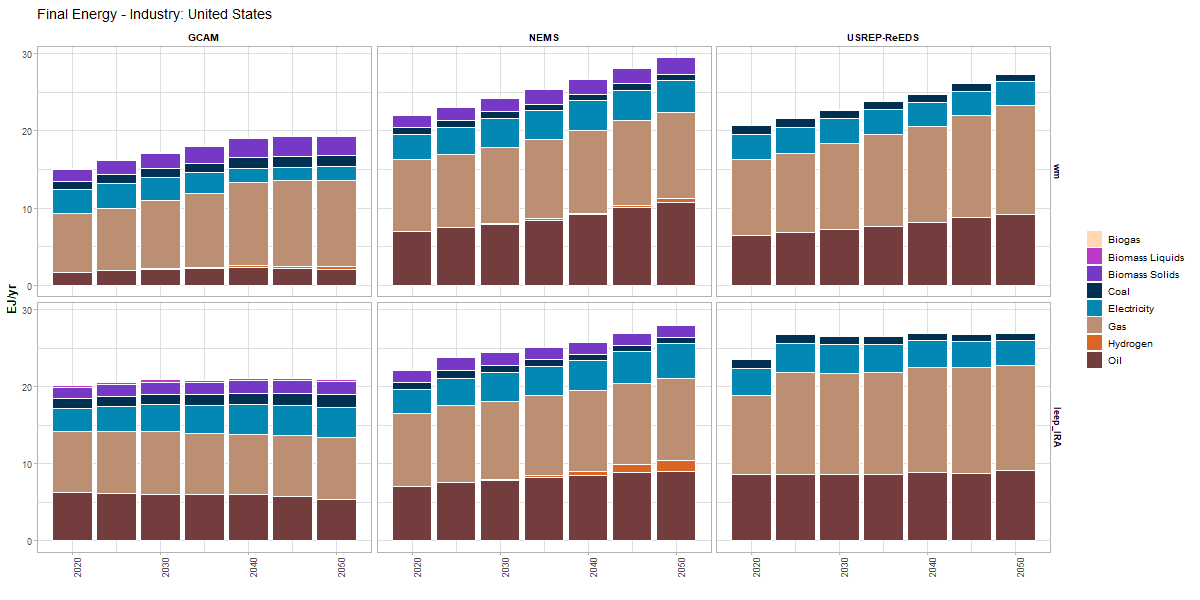 Final Energy - Industry: United States
GCAM
NEMS
USREP-ReEDS
30
20
10
0
wm
30
20
10
0
leep_IRA
EJ/yr
2020
2030
2040
2050
2020
2030
2040
2050
2020
2030
2040
2050
Biogas
Biomass Liquids
Biomass Solids
Coal
Electricity
Gas
Hydrogen
Oil